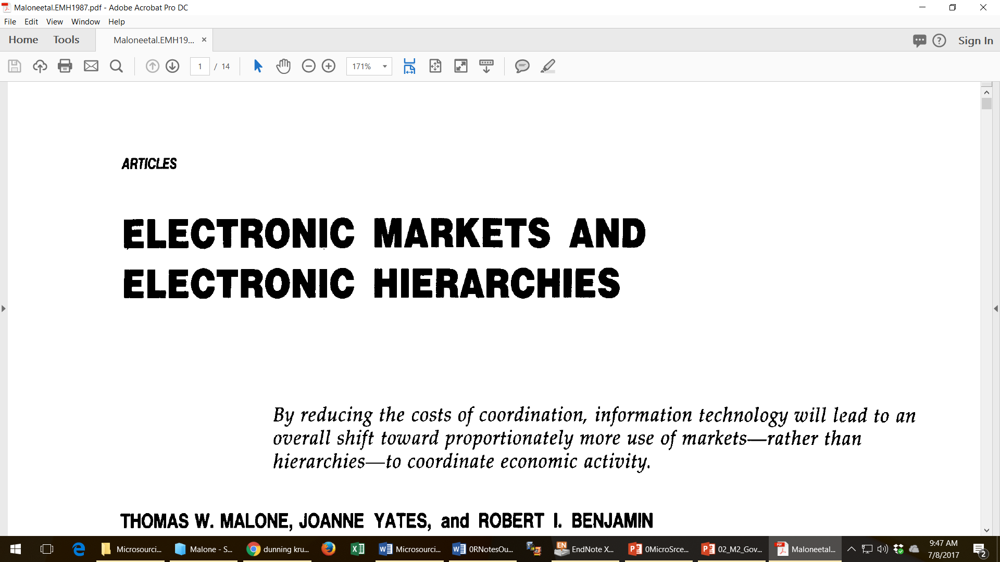 Maloneetal.EMH1987.pdf - Adobe Acrobat Pro DC
File Edit View Window Help
Home Tools Maloneetal.EMH19... × Sign In
1 / 14 171%
ARTICLES
ELECTRONIC MARKETS AND
ELECTRONIC HIERARCHIES
By reducing the costs of coordination, information technology will lead to an
overall shift toward proportionately more use of markets—rather than
hierarchies—to coordinate economic activity.
THOMAS W. MALONE, JOANNE YATES, and ROBERT I. BENJAMIN
Microsourci... Malone - S... dunning kru... Microsourci... 0RNotesOu... EndNote X... 0MicroSrce... 02_M2_Gov... Maloneetal... 9:47 AM
7/8/2017 2